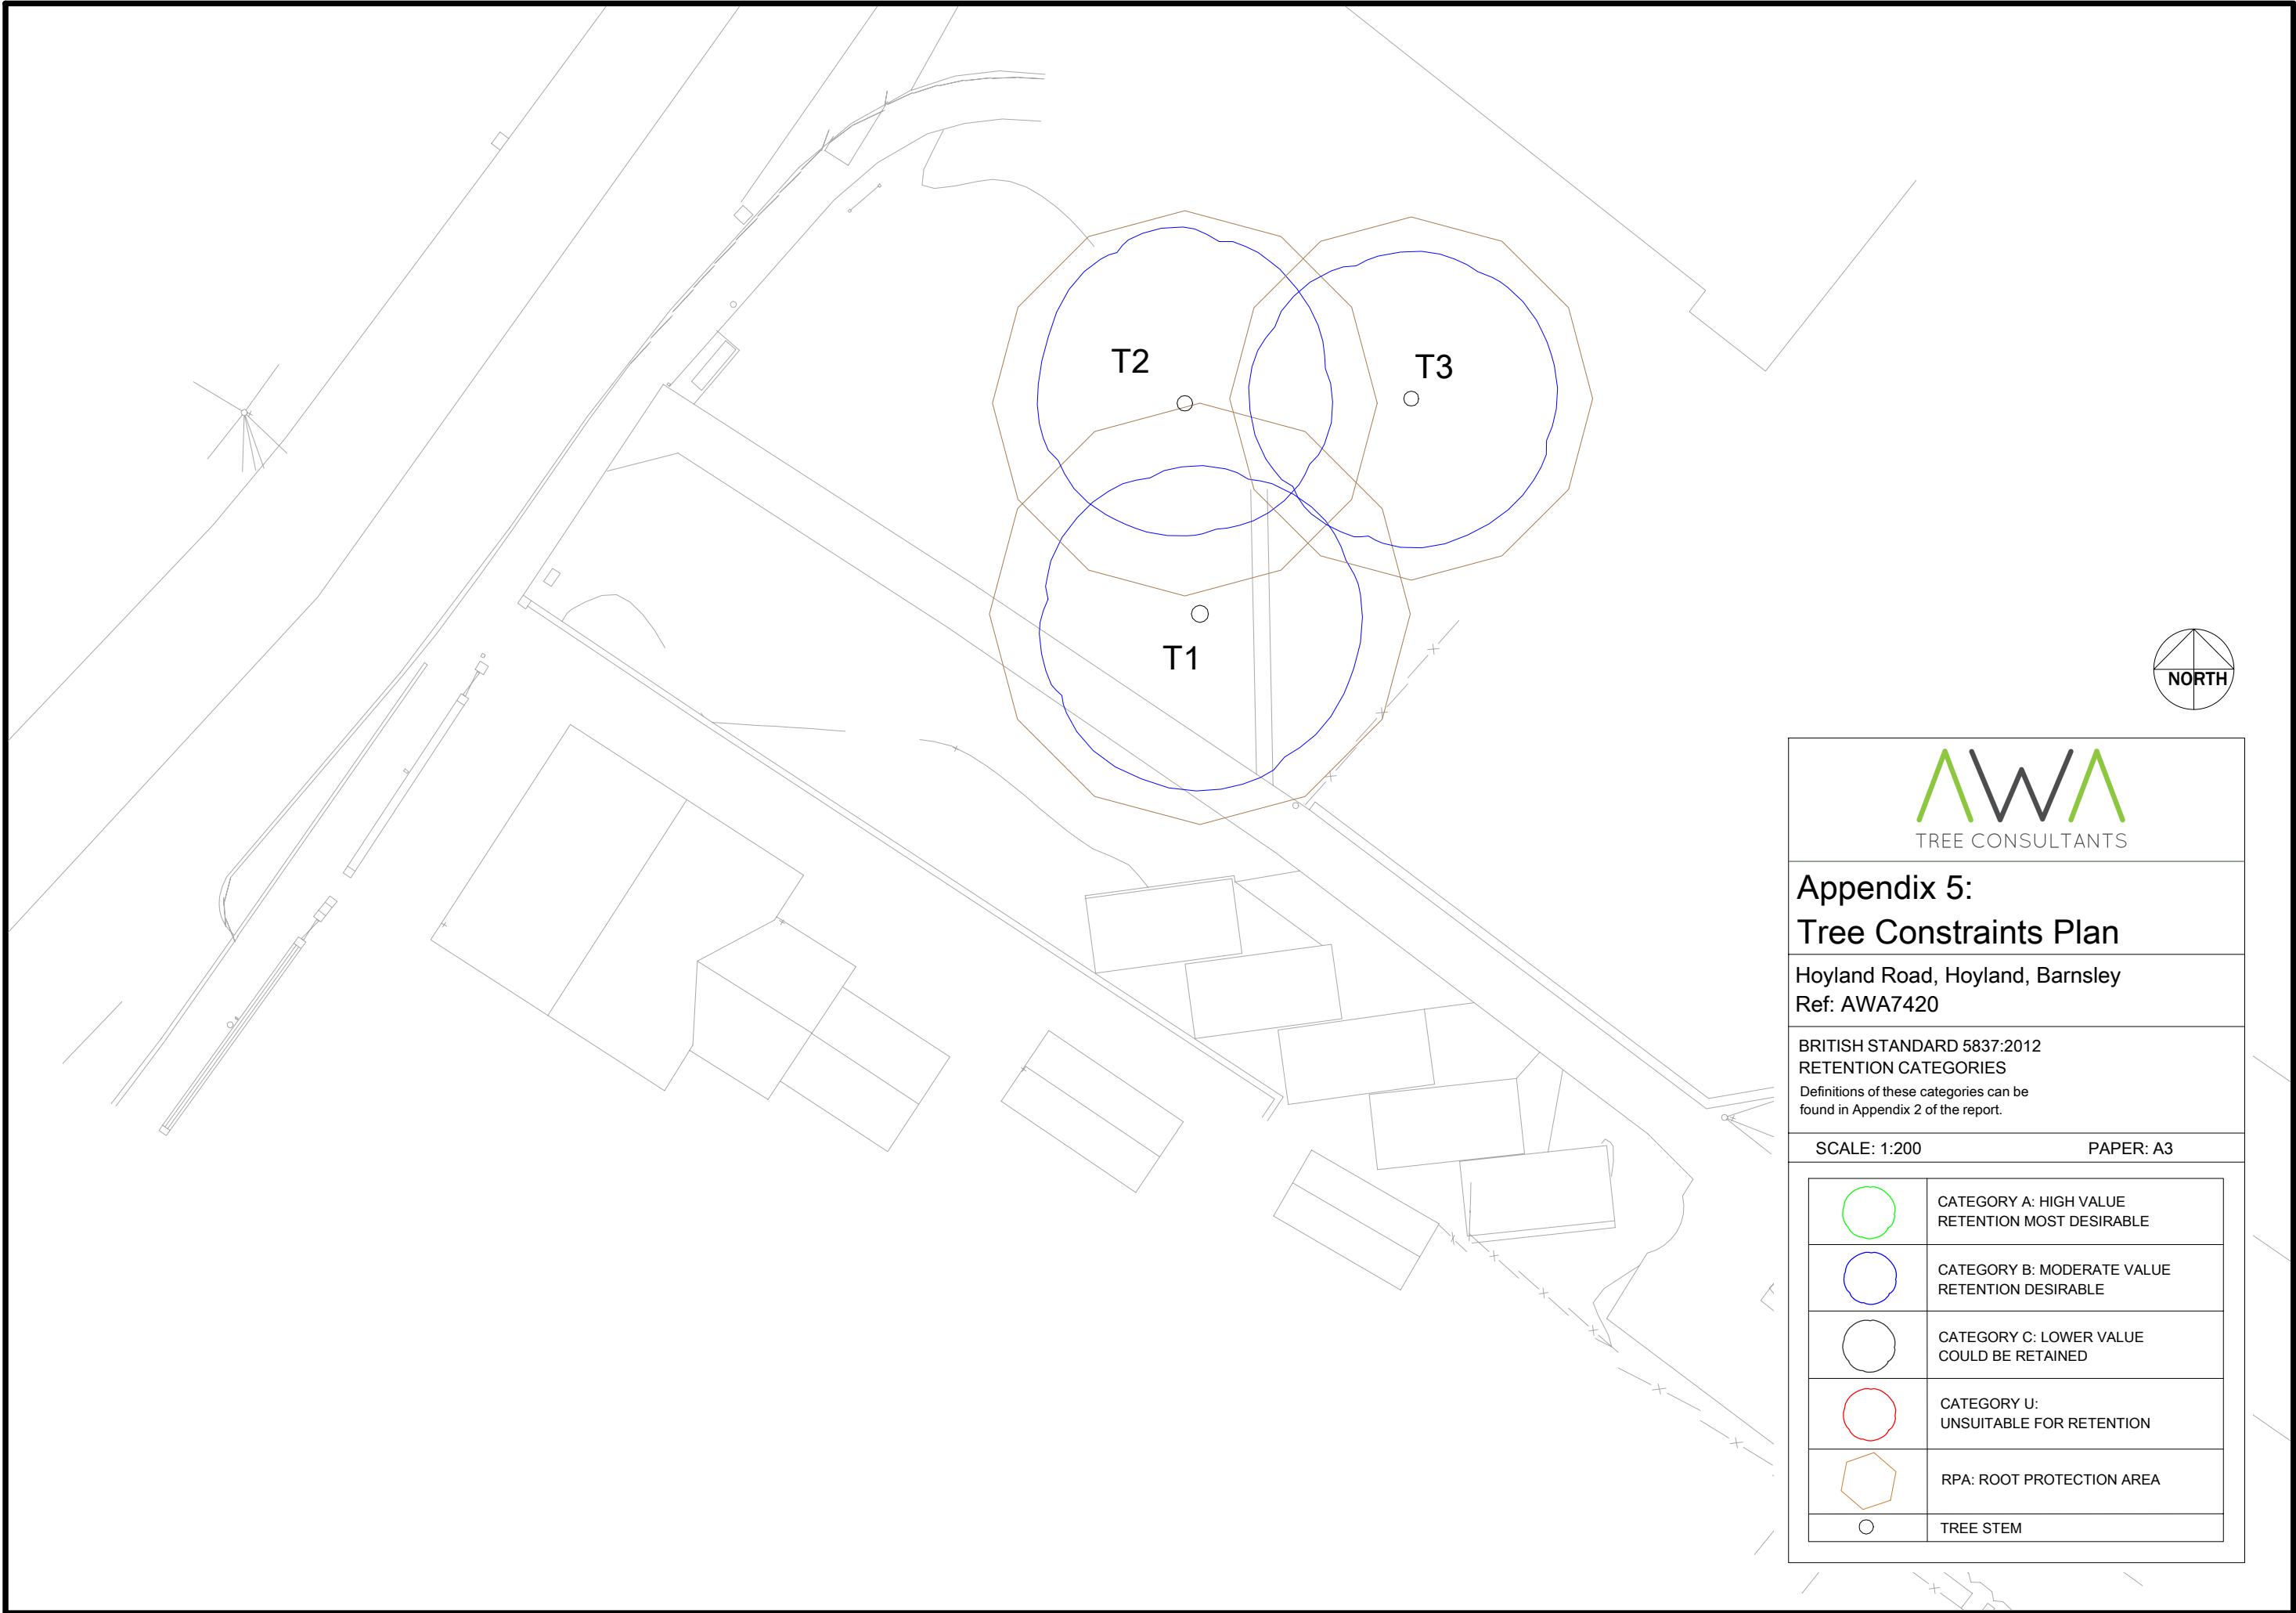 T2
T3
T1
NORTH
AWA
TREE CONSULTANTS
Appendix 5:
Tree Constraints Plan
Hoyland Road, Hoyland, Barnsley
Ref: AWA7420
BRITISH STANDARD 5837:2012
RETENTION CATEGORIES
Definitions of these categories can be
found in Appendix 2 of the report.
SCALE: 1:200 PAPER: A3
CATEGORY A: HIGH VALUE
RETENTION MOST DESIRABLE
CATEGORY B: MODERATE VALUE
RETENTION DESIRABLE
CATEGORY C: LOWER VALUE
COULD BE RETAINED
CATEGORY U:
UNSUITABLE FOR RETENTION
RPA: ROOT PROTECTION AREA
TREE STEM